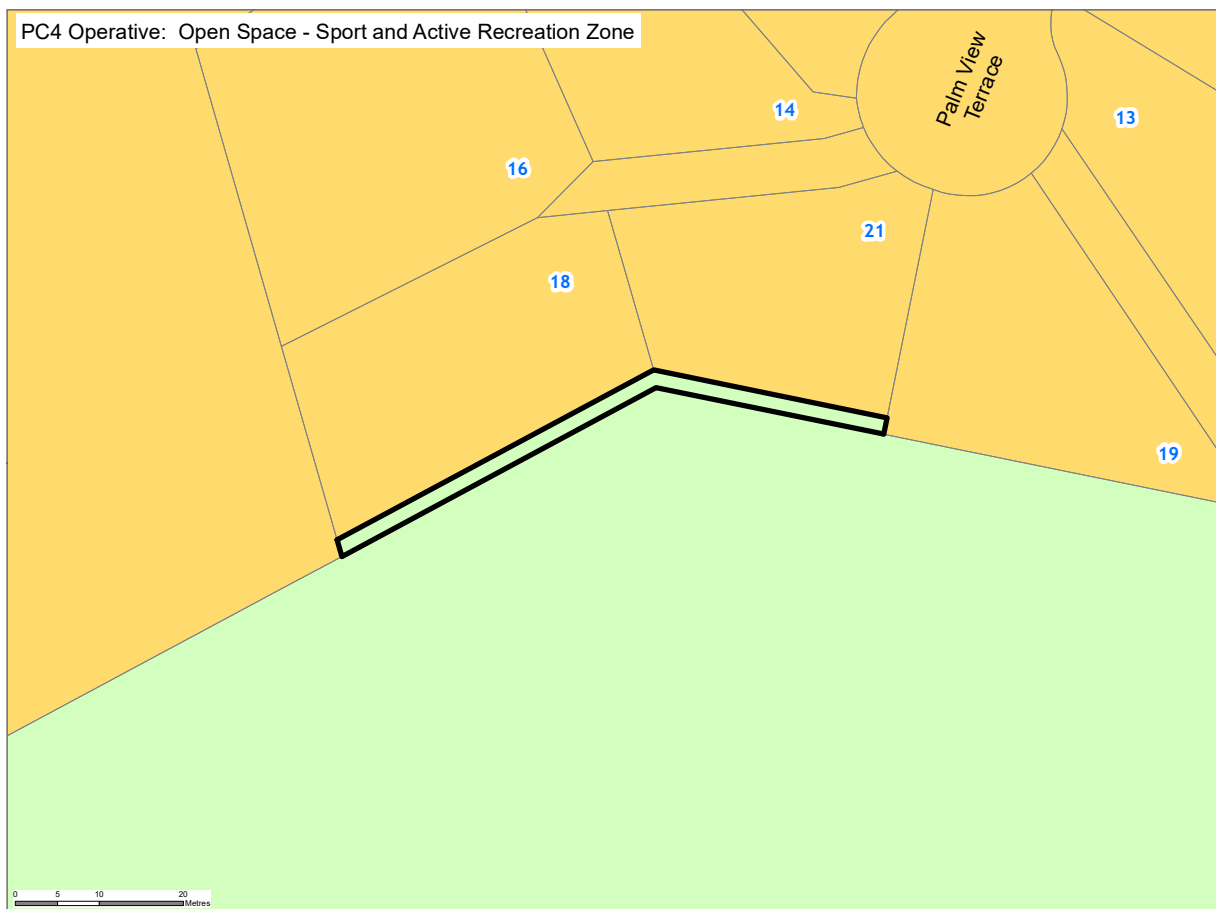 PC4 Operative:  Open Space - Sport and Active Recreation Zone
Palm View
Terrace
14
13
16
21
18
19
0 5 10 20
Metres